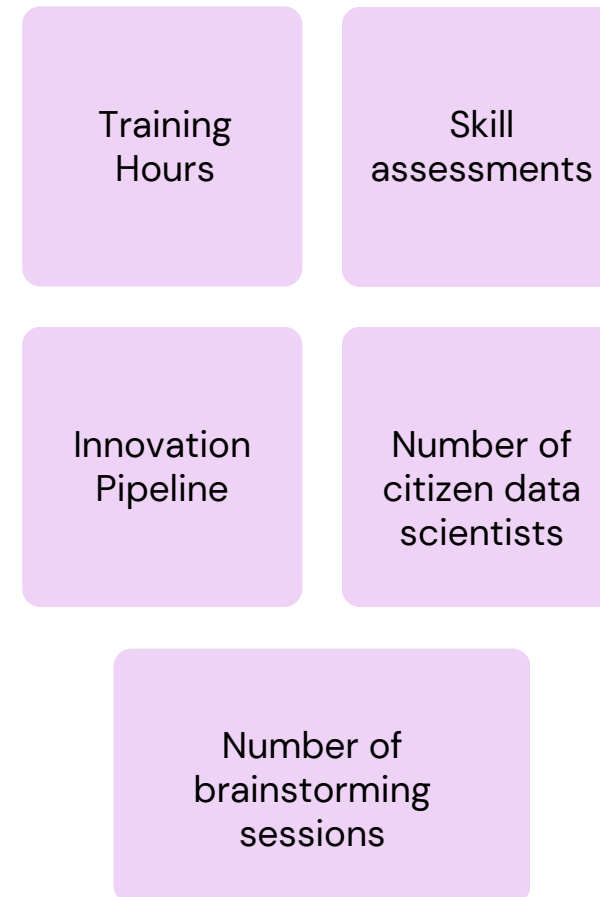 Training
Hours
Skill
assessments
Innovation
Pipeline
Number of
citizen data
scientists
Number of
brainstorming
sessions